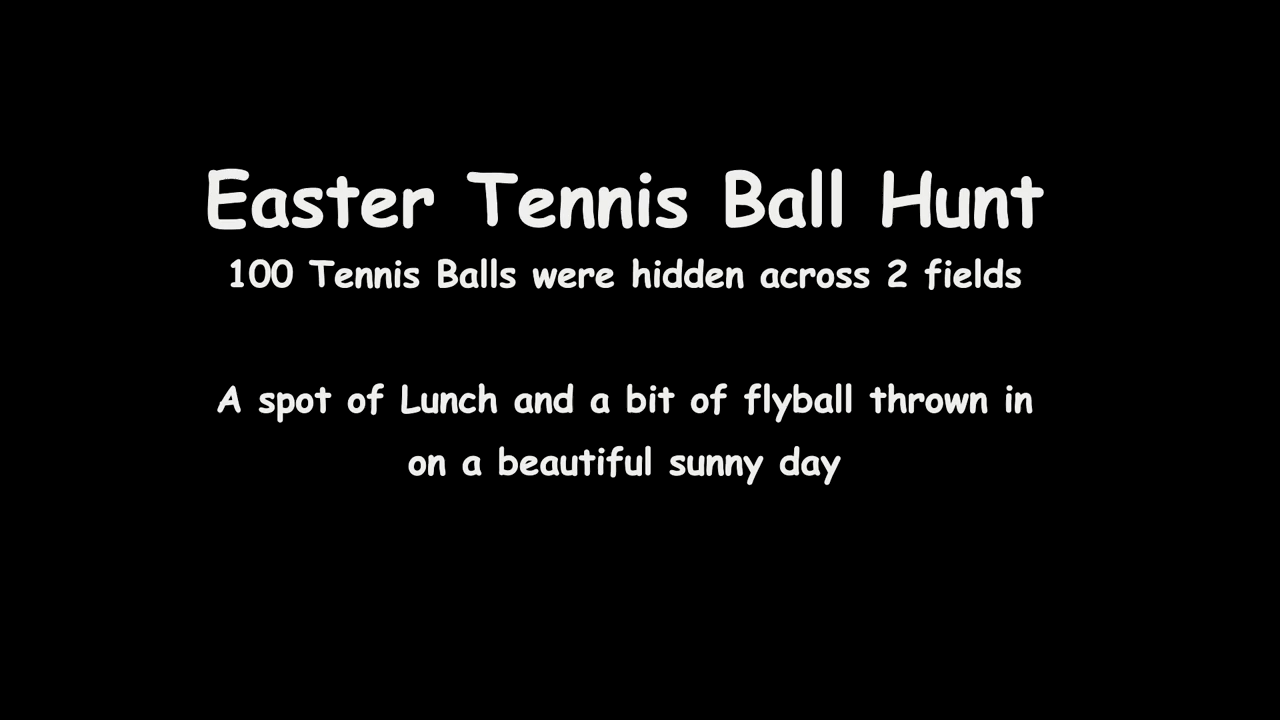 Easter Tennis Ball Hunt
100 Tennis Balls were hidden across 2 fields
A spot of Lunch and a bit of flyball thrown in
on a beautiful sunny day